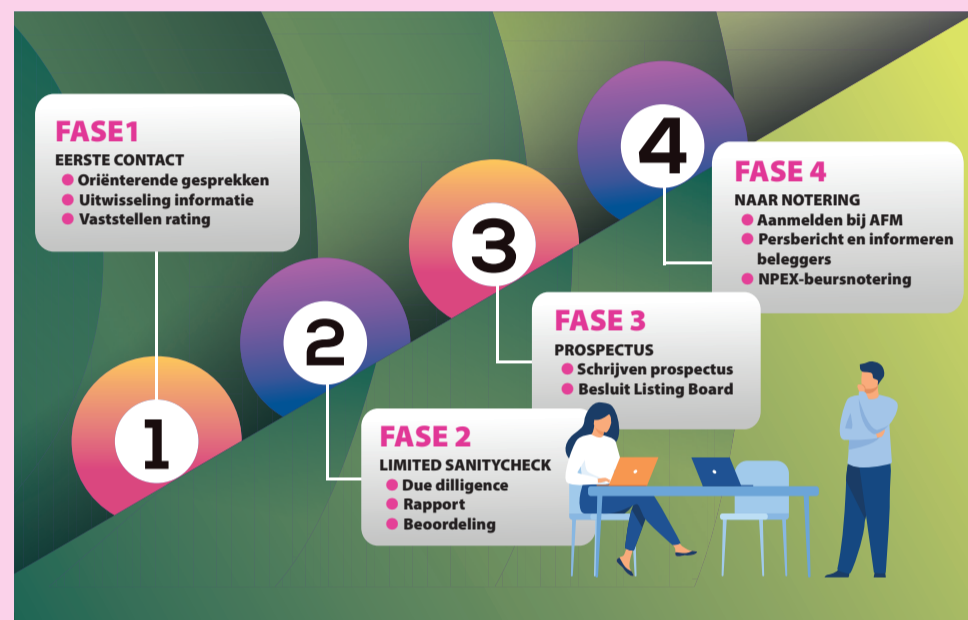 FASE1
EERSTE CONTACT
Oriënterende gesprekken
Uitwisseling informatie
Vaststellen rating
1
2
FASE 2
LIMITED SANITYCHECK
Due dilligence
Rapport
Beoordeling
3
FASE 3
PROSPECTUS
Schrijven prospectus
Besluit Listing Board
4
FASE 4
NAAR NOTERING
Aanmelden bij AFM
Persbericht en informeren
beleggers
NPEX-beursnotering